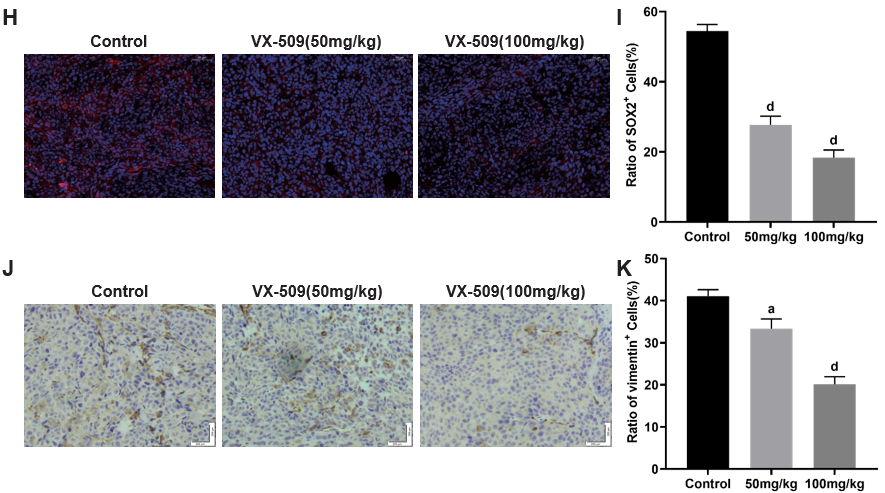 H
Control
VX-509(50mg/kg)
VX-509(100mg/kg)
I
Ratio of SOX2+ Cells(%)
60
40
20
0
Control
50mg/kg
100mg/kg
d
d
J
Control
VX-509(50mg/kg)
VX-509(100mg/kg)
K
Ratio of vimentin+ Cells(%)
50
40
30
20
10
0
Control
50mg/kg
100mg/kg
a
d